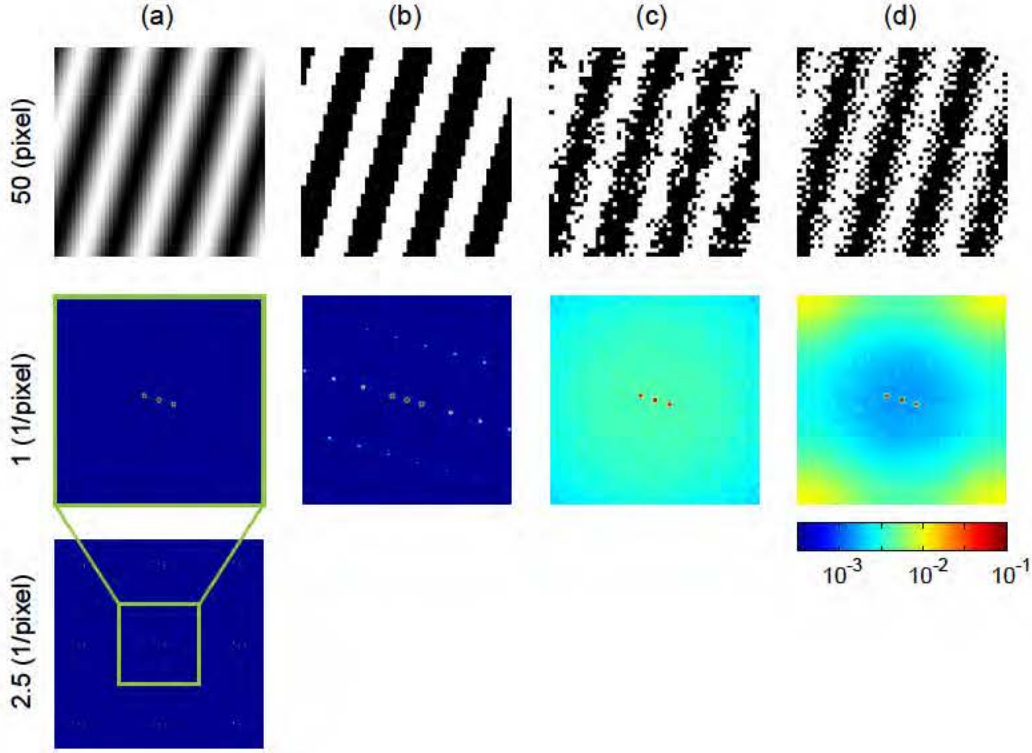 (a) (b) (c) (d)
50 (pixel)
1 (1/pixel)
10⁻³ 10⁻² 10⁻¹
2.5 (1/pixel)